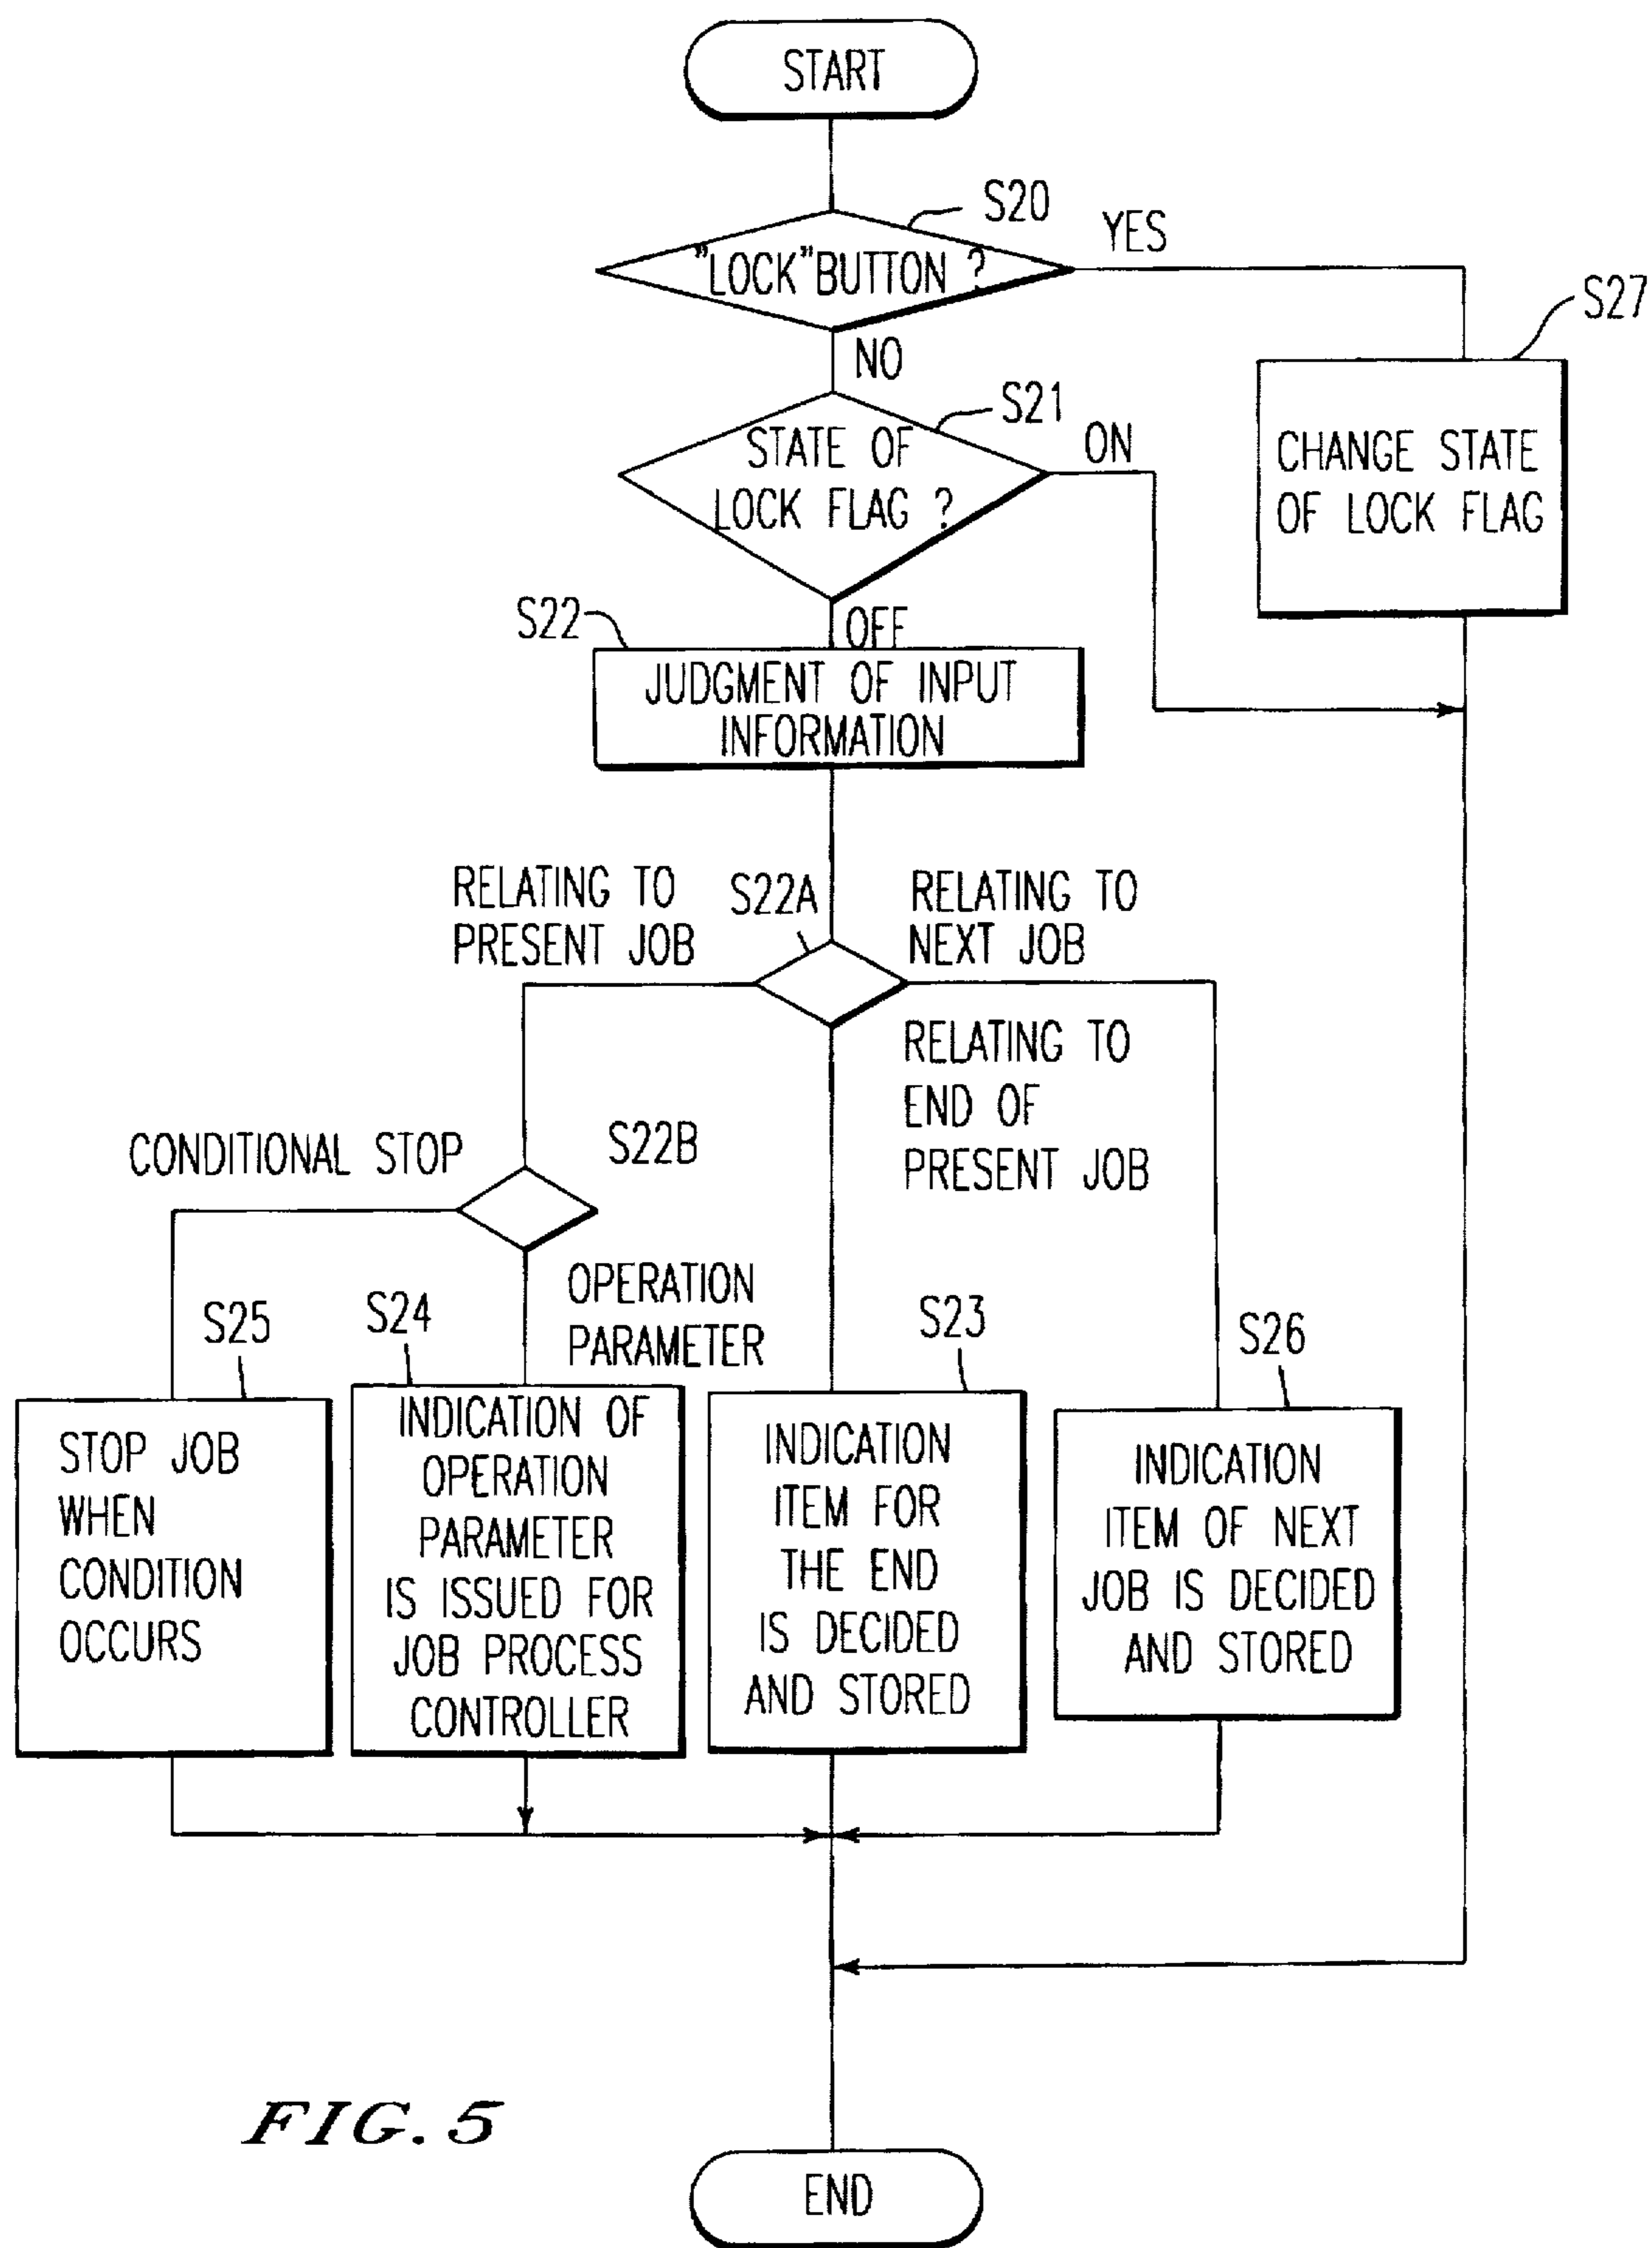 START
S20
"LOCK" BUTTON ?
YES
S27
NO
S21
STATE OF
LOCK FLAG ?
ON
CHANGE STATE
OF LOCK FLAG
S22
OFF
JUDGMENT OF INPUT
INFORMATION
RELATING TO
PRESENT JOB
S22A
RELATING TO
NEXT JOB
RELATING TO
END OF
PRESENT JOB
CONDITIONAL STOP
S22B
OPERATION
PARAMETER
S25
S24
S23
S26
STOP JOB
WHEN
CONDITION
OCCURS
INDICATION OF
OPERATION
PARAMETER
IS ISSUED FOR
JOB PROCESS
CONTROLLER
INDICATION
ITEM FOR
THE END
IS DECIDED
AND STORED
INDICATION
ITEM OF NEXT
JOB IS DECIDED
AND STORED
FIG. 5
END